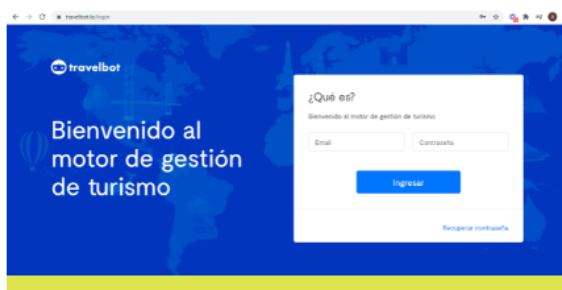 travelbot
Bienvenido al
motor de gestión
de turismo
¿Qué es?
Bienvenido al motor de gestión de turismo
Email
Contraseña
Ingresar
Recuperar contraseña